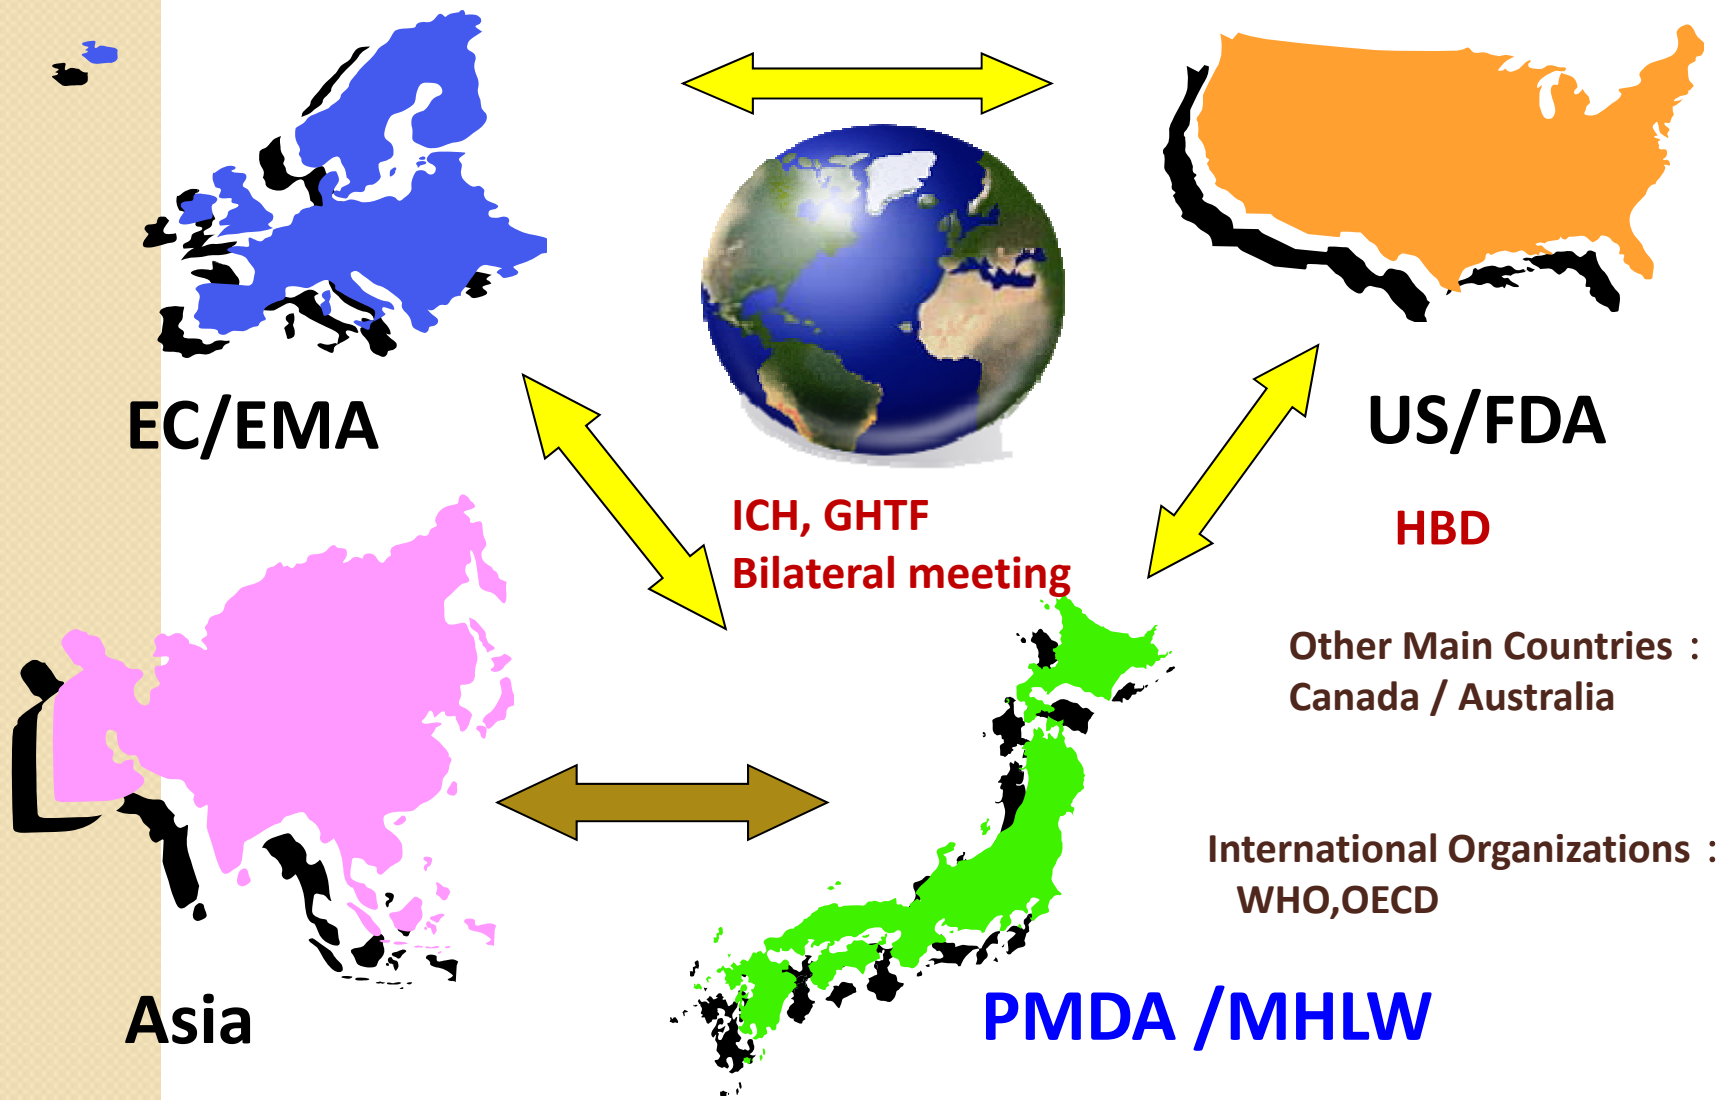 EC/EMA
US/FDA
ICH, GHTF
Bilateral meeting
HBD
Other Main Countries：
Canada / Australia
International Organizations：
WHO,OECD
Asia
PMDA /MHLW